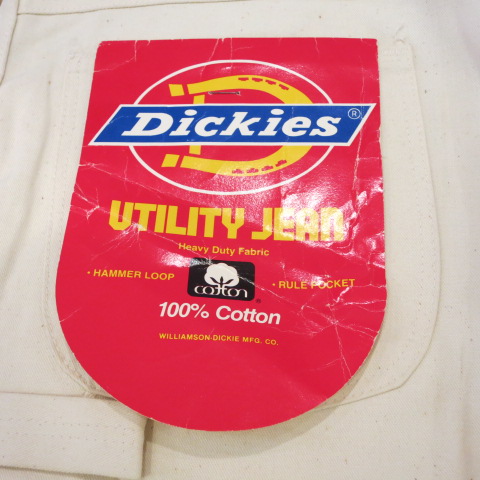 Dickies®
UTILITY JEAN
Heavy Duty Fabric
• HAMMER LOOP
cotton®
• RULE POCKET
100% Cotton
WILLIAMSON-DICKIE MFG. CO.